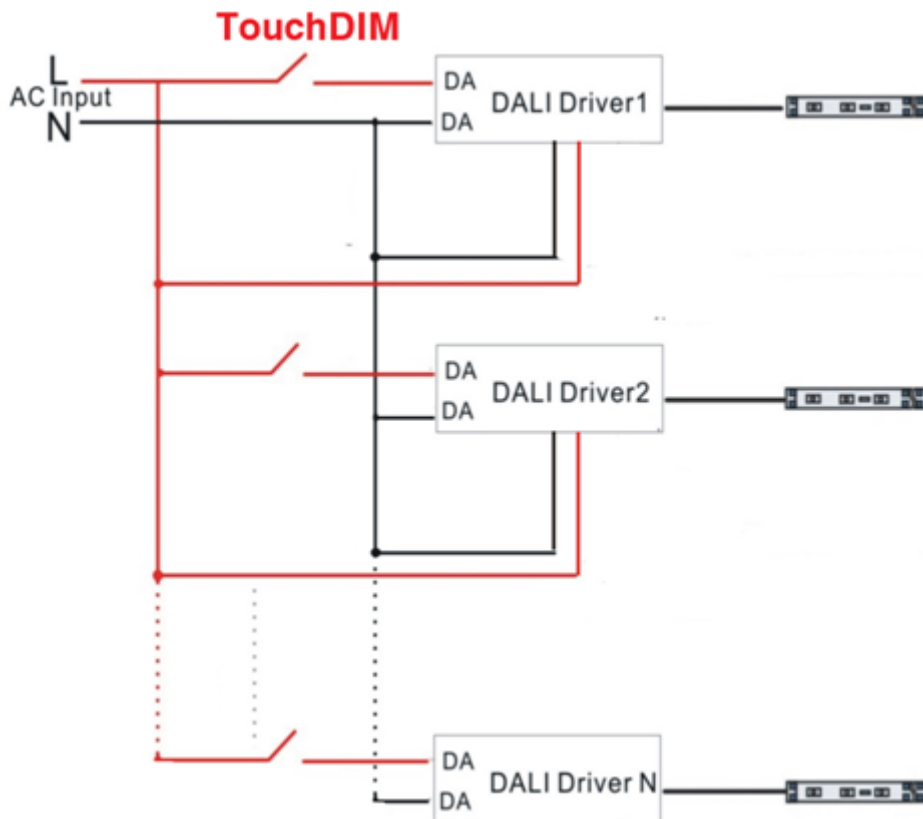 TouchDIM
L
AC Input
N
DA
DA
DALI Driver1
DA
DA
DALI Driver2
DA
DA
DALI Driver N